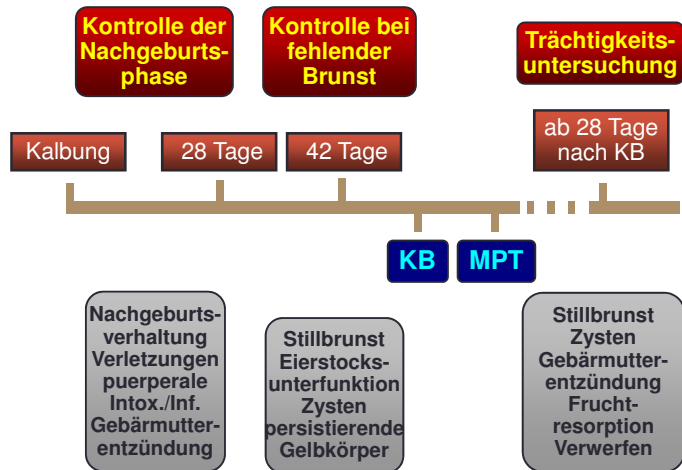 Kontrolle der
Nachgeburts-
phase
Kontrolle bei
fehlender
Brunst
Trächtigkeits-
untersuchung
Kalbung
28 Tage
42 Tage
ab 28 Tage
nach KB
KB
MPT
Nachgeburts-
verhaltung
Verletzungen
puerperale
Intox./Inf.
Gebärmutter-
entzündung
Stillbrunst
Eierstocks-
unterfunktion
Zysten
persistierende
Gelbkörper
Stillbrunst
Zysten
Gebärmutter-
entzündung
Frucht-
resorption
Verwerfen